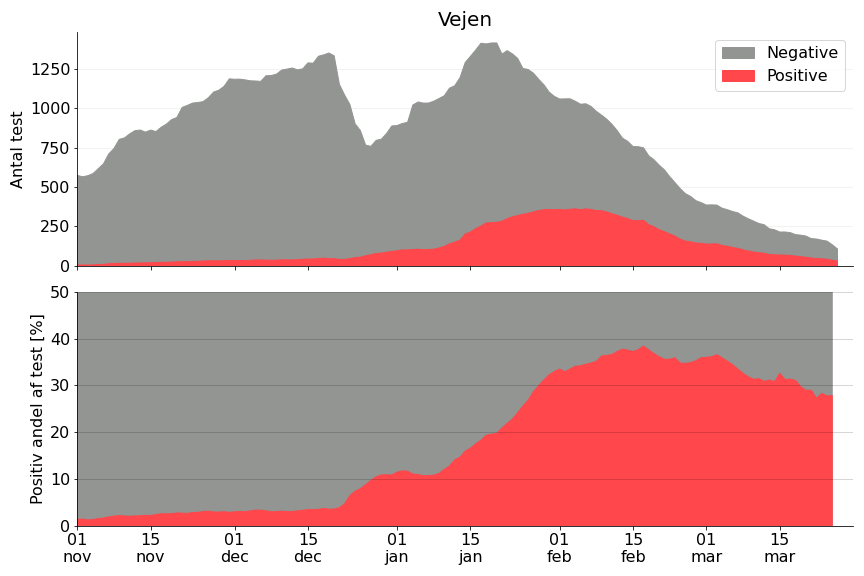 Vejen
Antal test
1250
1000
750
500
250
0
Negative
Positive
Positiv andel af test [%]
50
40
30
20
10
0
01 15 01 15 01 15 01 15 01 15
nov nov dec dec jan jan feb feb mar mar